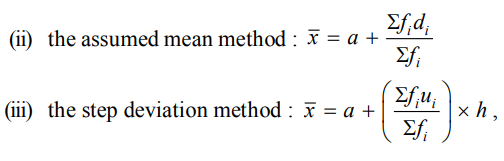 (ii) the assumed mean method : x̄ = a + Σfᵢdᵢ / Σfᵢ
(iii) the step deviation method : x̄ = a + (Σfᵢuᵢ / Σfᵢ) × h ,